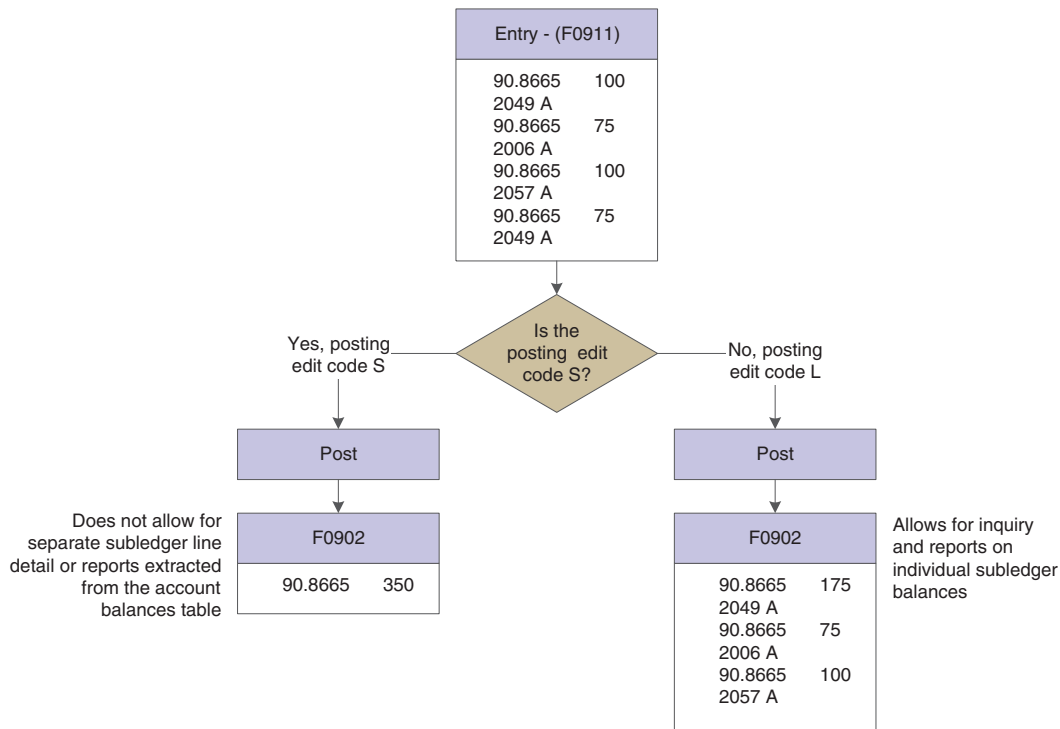 Entry - (F0911)
90.8665 100
2049 A
90.8665 75
2006 A
90.8665 100
2057 A
90.8665 75
2049 A
Is the
posting edit
code S?
Yes, posting
edit code S
No, posting
edit code L
Post
Post
Does not allow for
separate subledger line
detail or reports extracted
from the account
balances table
F0902
90.8665 350
F0902
90.8665 175
2049 A
90.8665 75
2006 A
90.8665 100
2057 A
Allows for inquiry
and reports on
individual subledger
balances